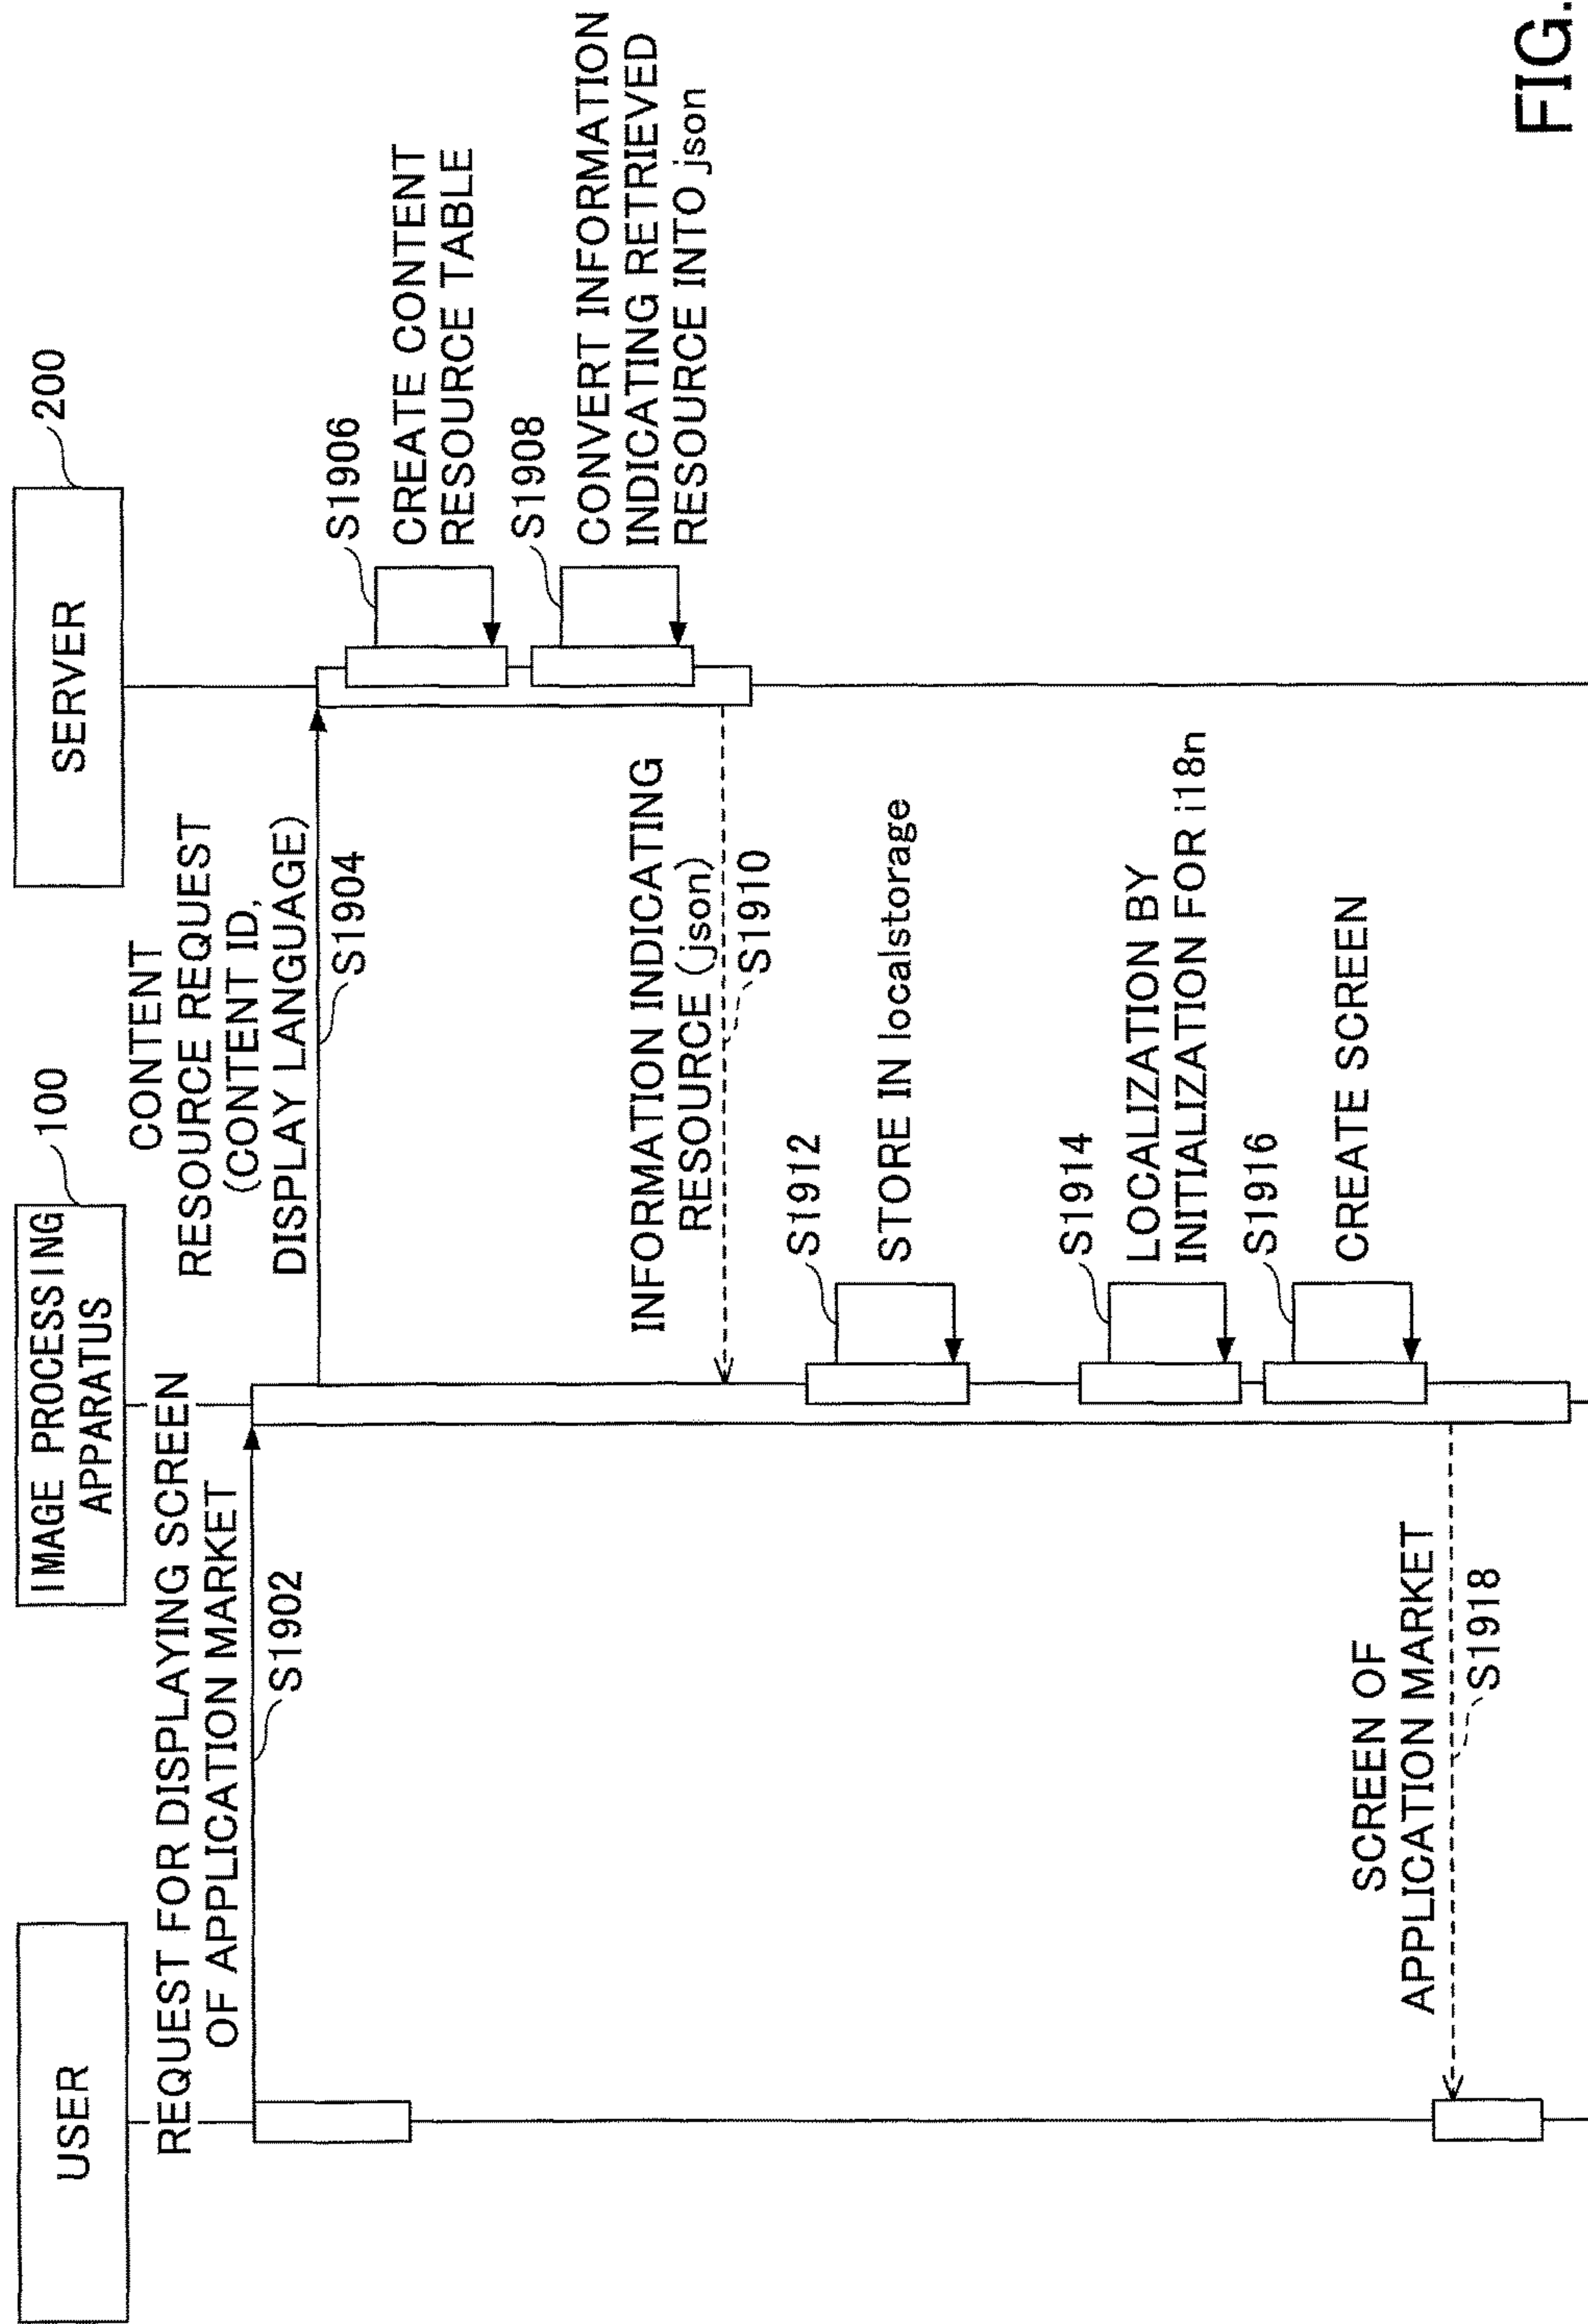 USER
IMAGE PROCESSING
APPARATUS
100
SERVER
200
REQUEST FOR DISPLAYING SCREEN
OF APPLICATION MARKET
S1902
CONTENT
RESOURCE REQUEST
(CONTENT ID,
DISPLAY LANGUAGE)
S1904
S1906
CREATE CONTENT
RESOURCE TABLE
S1908
CONVERT INFORMATION
INDICATING RETRIEVED
RESOURCE INTO json
INFORMATION INDICATING
RESOURCE (json)
S1910
S1912
STORE IN localstorage
S1914
LOCALIZATION BY
INITIALIZATION FOR i18n
S1916
CREATE SCREEN
SCREEN OF
APPLICATION MARKET
S1918
FIG.